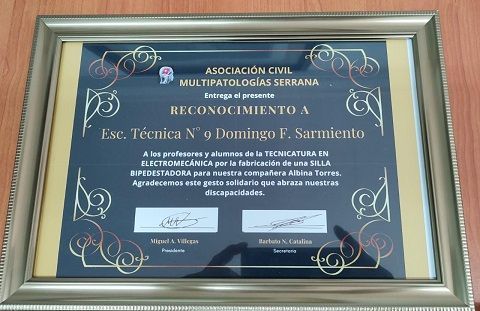 ASOCIACIÓN CIVIL
MULTIPATOLOGÍAS SERRANA
Entrega el presente
RECONOCIMIENTO A
Esc. Técnica N° 9 Domingo F. Sarmiento
A los profesores y alumnos de la TECNICATURA EN
ELECTROMECÁNICA por la fabricación de una SILLA
BIPEDESTADORA para nuestra compañera Albina Torres.
Agradecemos este gesto solidario que abraza nuestras
discapacidades.
Miguel A. Villegas
Presidente
Barbato N. Catalina
Secretaria